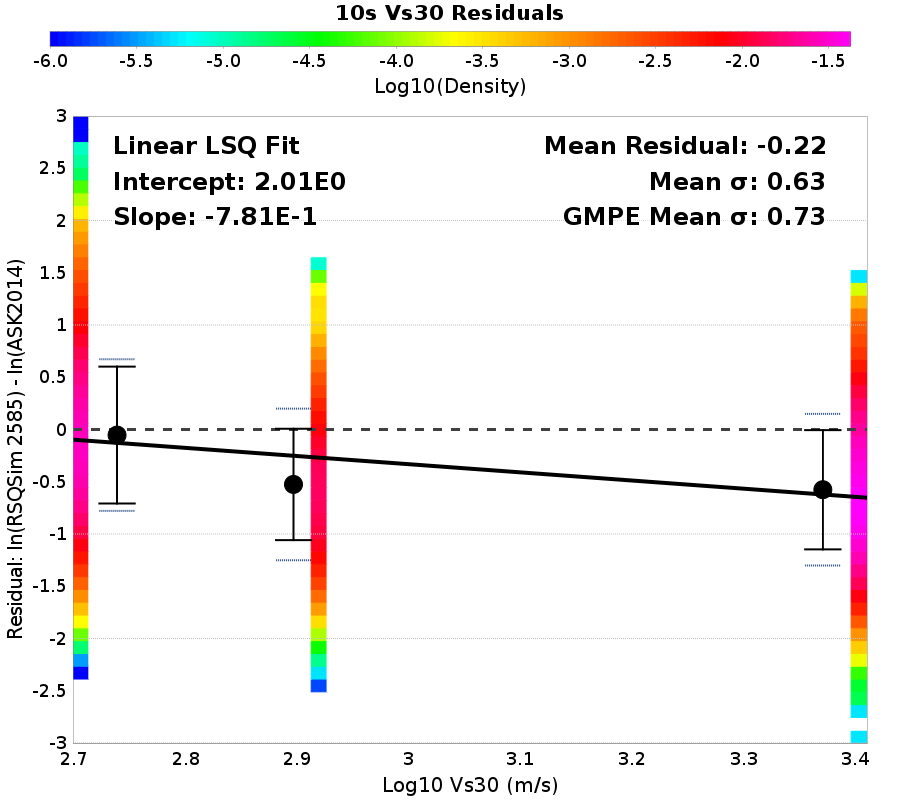 10s Vs30 Residuals
-6.0 -5.5 -5.0 -4.5 -4.0 -3.5 -3.0 -2.5 -2.0 -1.5
Log10(Density)
Linear LSQ Fit
Intercept: 2.01E0
Slope: -7.81E-1
Mean Residual: -0.22
Mean σ: 0.63
GMPE Mean σ: 0.73
Residual: ln(RSQSim 2585) - ln(ASK2014)
3
2.5
2
1.5
1
0.5
0
-0.5
-1
-1.5
-2
-2.5
-3
2.7 2.8 2.9 3 3.1 3.2 3.3 3.4
Log10 Vs30 (m/s)